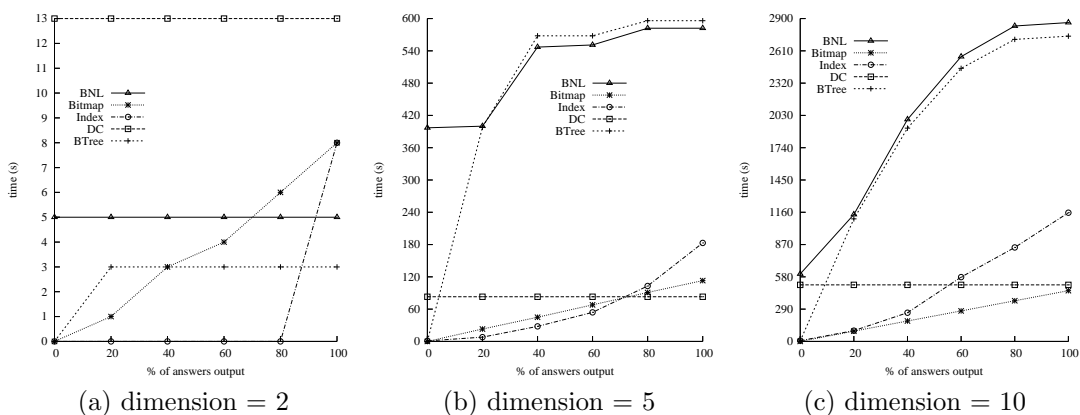 13
12
11
10
9
8
7
6
5
4
3
2
1
0
time (s)
BNL
Bitmap
Index
DC
BTree
0 20 40 60 80 100
% of answers output
(a) dimension = 2
600
540
480
420
360
300
240
180
120
60
0
time (s)
BNL
Bitmap
Index
DC
BTree
0 20 40 60 80 100
% of answers output
(b) dimension = 5
2900
2610
2320
2030
1740
1450
1160
870
580
290
0
time (s)
BNL
Bitmap
Index
DC
BTree
0 20 40 60 80 100
% of answers output
(c) dimension = 10